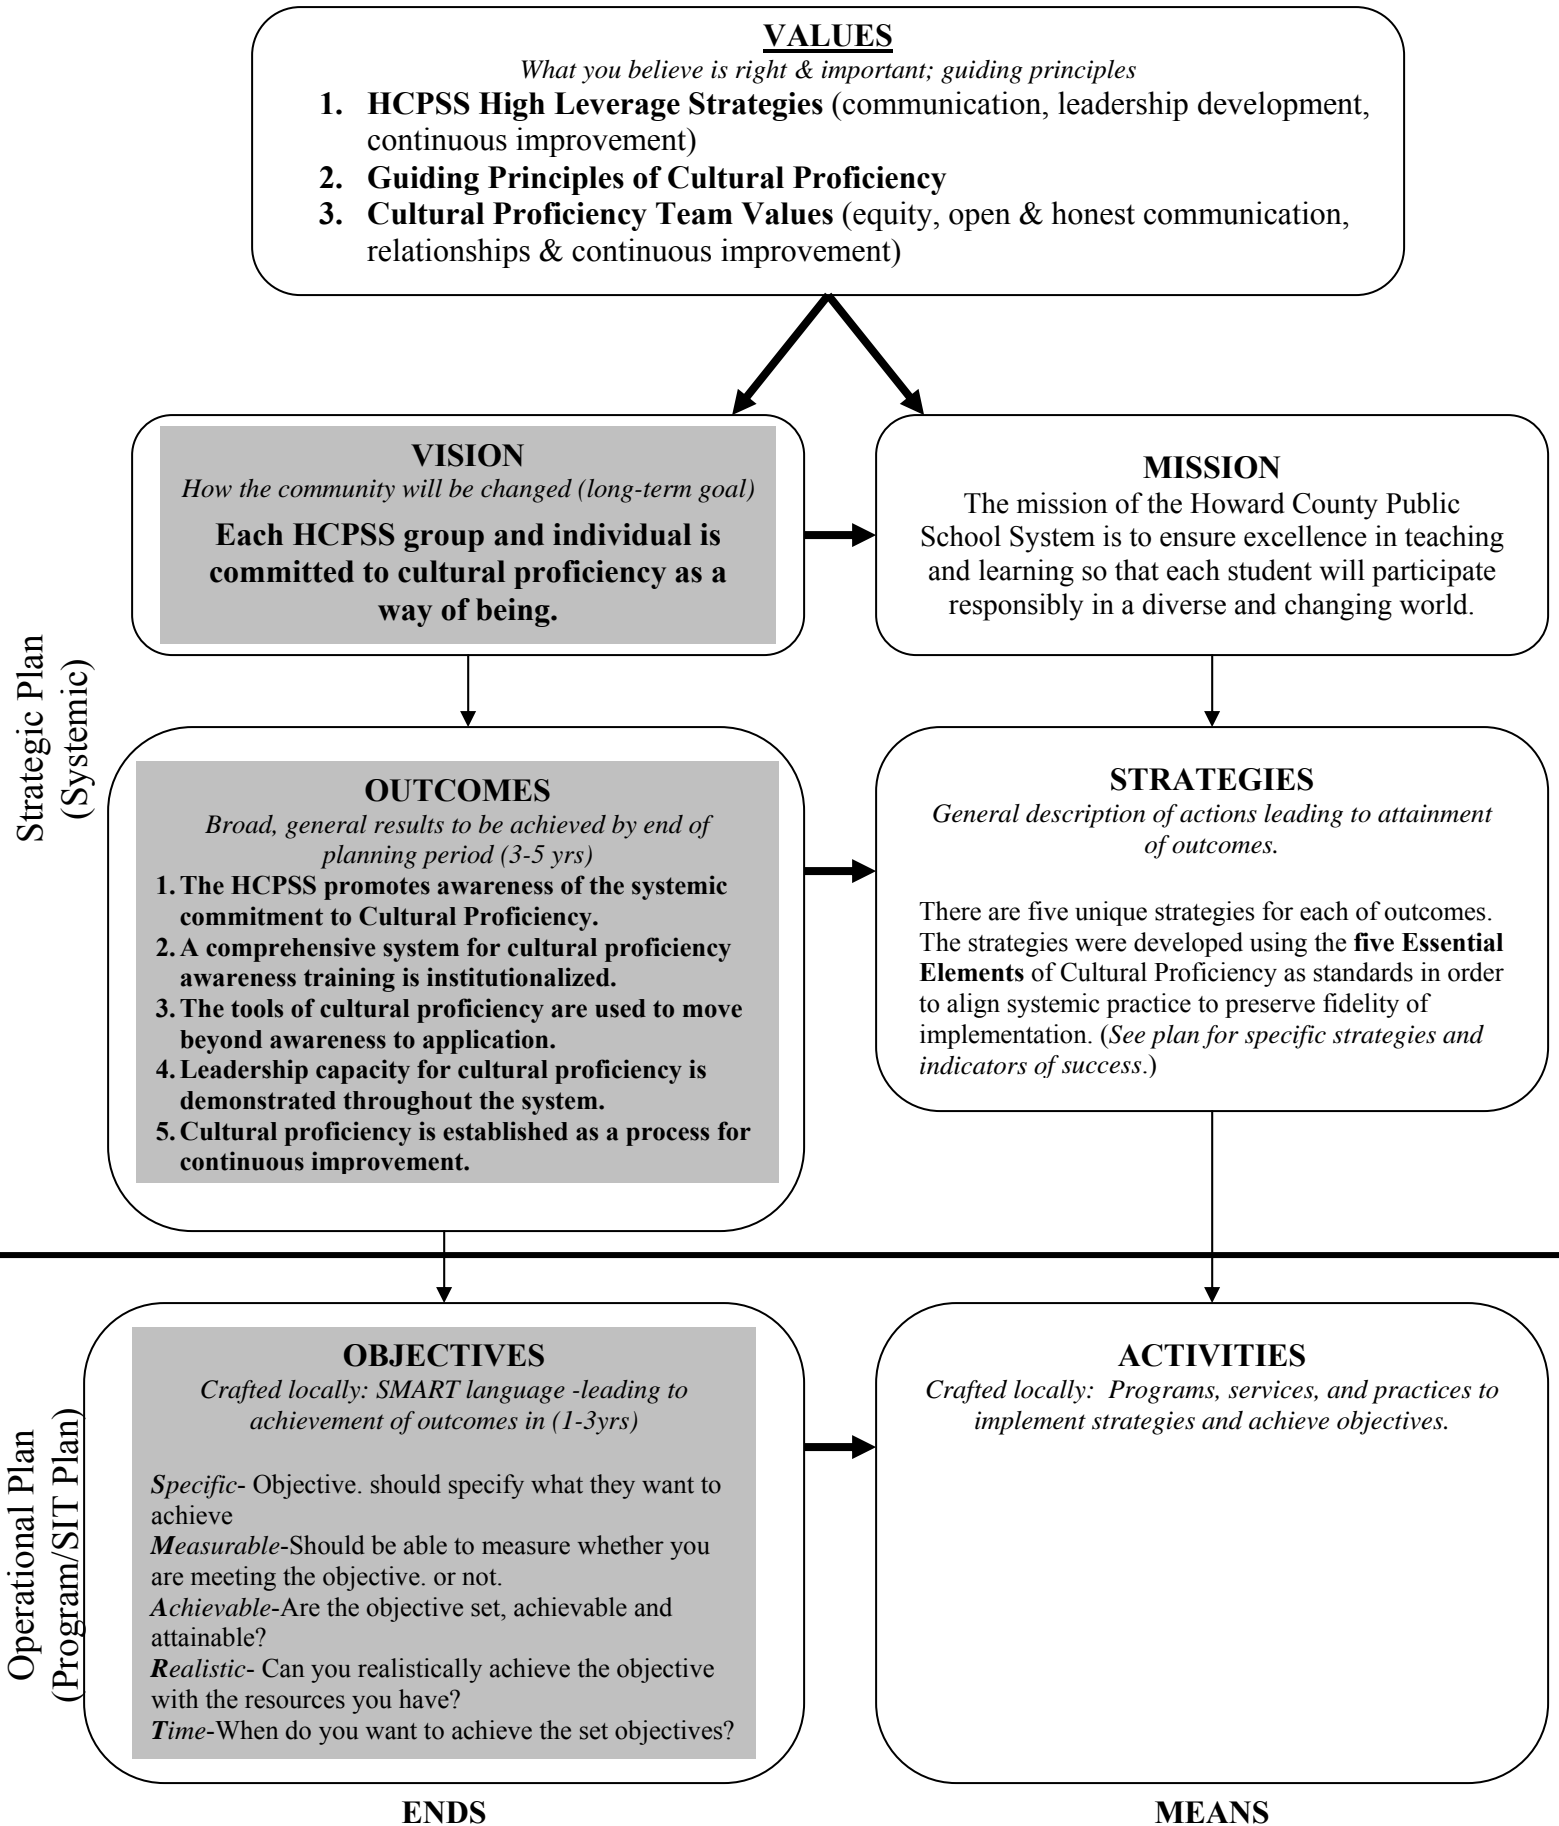 VALUES
What you believe is right & important; guiding principles
1. HCPSS High Leverage Strategies (communication, leadership development,
continuous improvement)
2. Guiding Principles of Cultural Proficiency
3. Cultural Proficiency Team Values (equity, open & honest communication,
relationships & continuous improvement)
Strategic Plan
(Systemic)
VISION
How the community will be changed (long-term goal)
Each HCPSS group and individual is
committed to cultural proficiency as a
way of being.
MISSION
The mission of the Howard County Public
School System is to ensure excellence in teaching
and learning so that each student will participate
responsibly in a diverse and changing world.
OUTCOMES
Broad, general results to be achieved by end of
planning period (3-5 yrs)
1. The HCPSS promotes awareness of the systemic
commitment to Cultural Proficiency.
2. A comprehensive system for cultural proficiency
awareness training is institutionalized.
3. The tools of cultural proficiency are used to move
beyond awareness to application.
4. Leadership capacity for cultural proficiency is
demonstrated throughout the system.
5. Cultural proficiency is established as a process for
continuous improvement.
STRATEGIES
General description of actions leading to attainment
of outcomes.
There are five unique strategies for each of outcomes.
The strategies were developed using the five Essential
Elements of Cultural Proficiency as standards in order
to align systemic practice to preserve fidelity of
implementation. (See plan for specific strategies and
indicators of success.)
Operational Plan
(Program/SIT Plan)
OBJECTIVES
Crafted locally: SMART language -leading to
achievement of outcomes in (1-3yrs)
Specific- Objective. should specify what they want to
achieve
Measurable-Should be able to measure whether you
are meeting the objective. or not.
Achievable-Are the objective set, achievable and
attainable?
Realistic- Can you realistically achieve the objective
with the resources you have?
Time-When do you want to achieve the set objectives?
ACTIVITIES
Crafted locally: Programs, services, and practices to
implement strategies and achieve objectives.
ENDS
MEANS